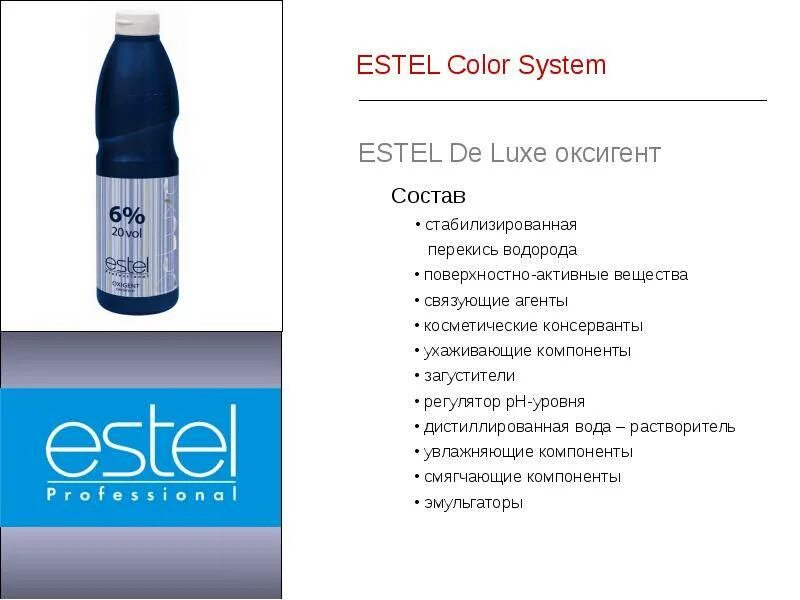 ESTEL Color System
ESTEL De Luxe оксигент
Состав
• стабилизированная
перекись водорода
• поверхностно-активные вещества
• связующие агенты
• косметические консерванты
• ухаживающие компоненты
• загустители
• регулятор pH-уровня
• дистиллированная вода – растворитель
• увлажняющие компоненты
• смягчающие компоненты
• эмульгаторы
6%
20 vol
estel
Professional
OXIGENT
estel
Professional